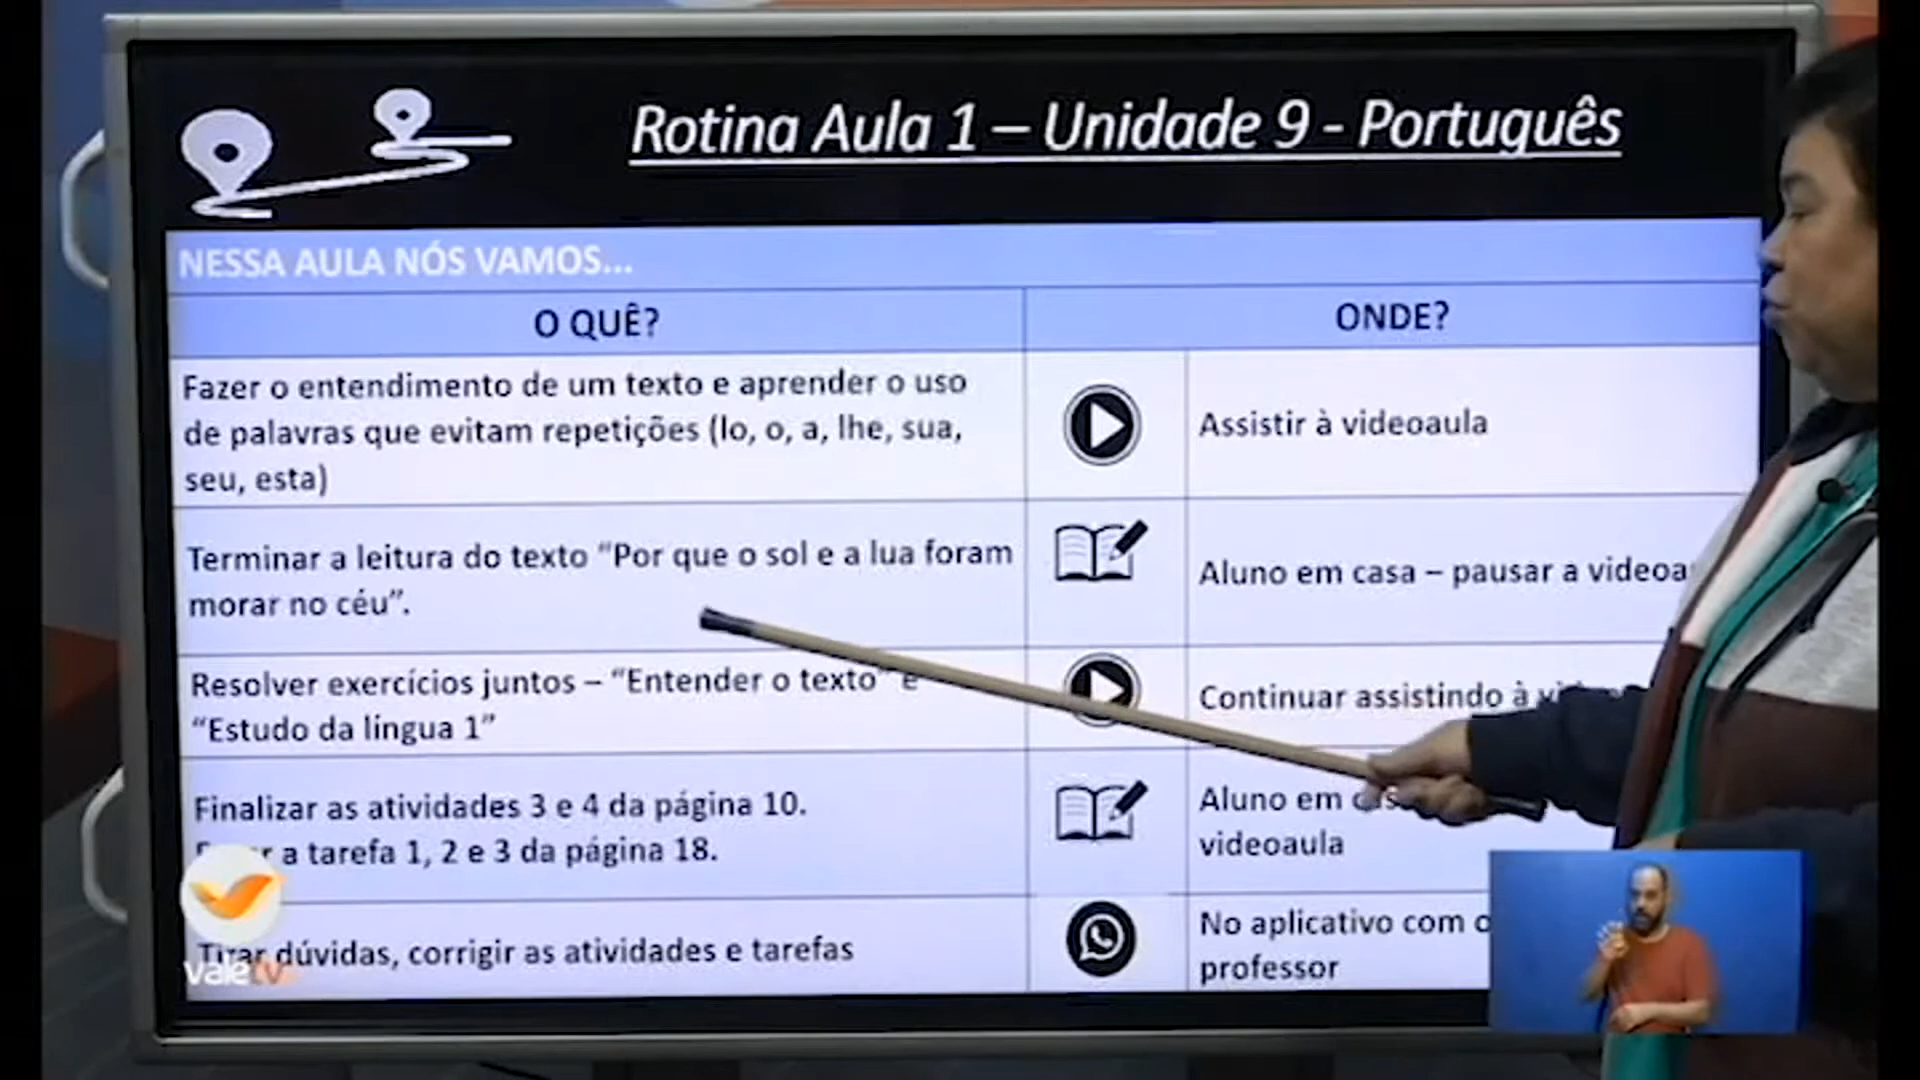 Rotina Aula 1 – Unidade 9 - Português
NESSA AULA NÓS VAMOS...
O QUÊ?
ONDE?
Fazer o entendimento de um texto e aprender o uso
de palavras que evitam repetições (lo, o, a, lhe, sua,
seu, esta)
Assistir à videoaula
Terminar a leitura do texto “Por que o sol e a lua foram
morar no céu”.
Aluno em casa – pausar a
Resolver exercícios juntos – “Entender o texto” e
“Estudo da língua 1”
Continuar assistindo à
Finalizar as atividades 3 e 4 da página 10.
a tarefa 1, 2 e 3 da página 18.
Aluno em
videoaula
Tirar dúvidas, corrigir as atividades e tarefas
No aplicativo com o
professor
valetv